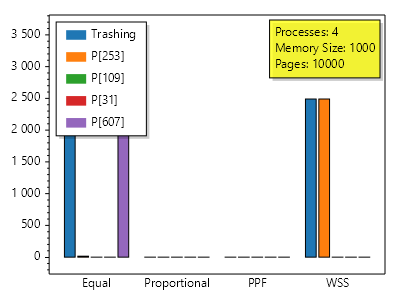 3 500
3 000
2 500
2 000
1 500
1 000
500
0
Trashing
P[253]
P[109]
P[31]
P[607]
Processes: 4
Memory Size: 1000
Pages: 10000
Equal
Proportional
PPF
WSS